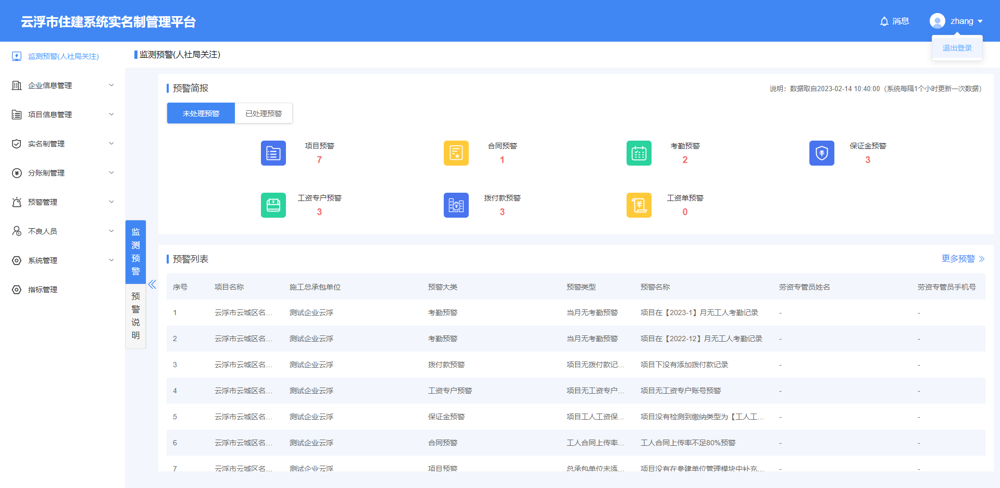 云浮市住建系统实名制管理平台
消息
zhang
退出登录
监测预警(人社局关注)
企业信息管理
项目信息管理
实名制管理
分账制管理
预警管理
不良人员
系统管理
指标管理
监测预警(人社局关注)
监测预警
预警说明
预警简报
说明：数据取自2023-02-14 10:40:00（系统每隔1个小时更新一次数据）
未处理预警 已处理预警
项目预警 合同预警 考勤预警 保证金预警
7 1 2 3
工资专户预警 拨付款预警 工资单预警
3 3 0
预警列表
更多预警
序号 项目名称 施工总承包单位 预警大类 预警类型 预警名称 劳资专管员姓名 劳资专管员手机号
1 云浮市云城区名... 测试企业云浮 考勤预警 当月无考勤预警 项目在【2023-1】月无工人考勤记录 - -
2 云浮市云城区名... 测试企业云浮 考勤预警 当月无考勤预警 项目在【2022-12】月无工人考勤记录 - -
3 云浮市云城区名... 测试企业云浮 拨付款预警 项目无拨付款记... 项目下没有添加拨付款记录 - -
4 云浮市云城区名... 测试企业云浮 工资专户预警 项目无工资专户... 项目无工资专户账号预警 - -
5 云浮市云城区名... 测试企业云浮 保证金预警 项目工人工资保... 项目没有检测到缴纳类型为【工人工... - -
6 云浮市云城区名... 测试企业云浮 合同预警 工人合同上传率... 工人合同上传率不足80%预警 - -
7 云浮市云城区名... 测试企业云浮 项目预警 总承包单位未添... 项目没有在参建单位管理模块中补充... - -